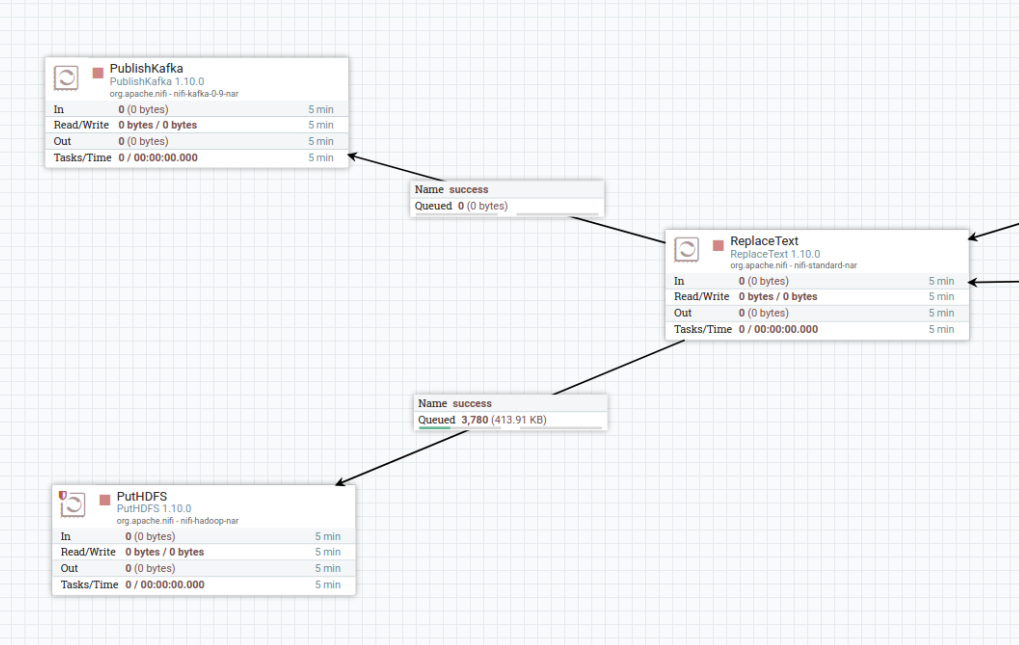 PublishKafka
PublishKafka 1.10.0
org.apache.nifi - nifi-kafka-0-9-nar
In 0 (0 bytes) 5 min
Read/Write 0 bytes / 0 bytes 5 min
Out 0 (0 bytes) 5 min
Tasks/Time 0 / 00:00:00.000 5 min
Name success
Queued 0 (0 bytes)
ReplaceText
ReplaceText 1.10.0
org.apache.nifi - nifi-standard-nar
In 0 (0 bytes) 5 min
Read/Write 0 bytes / 0 bytes 5 min
Out 0 (0 bytes) 5 min
Tasks/Time 0 / 00:00:00.000 5 min
Name success
Queued 3,780 (413.91 KB)
PutHDFS
PutHDFS 1.10.0
org.apache.nifi - nifi-hadoop-nar
In 0 (0 bytes) 5 min
Read/Write 0 bytes / 0 bytes 5 min
Out 0 (0 bytes) 5 min
Tasks/Time 0 / 00:00:00.000 5 min